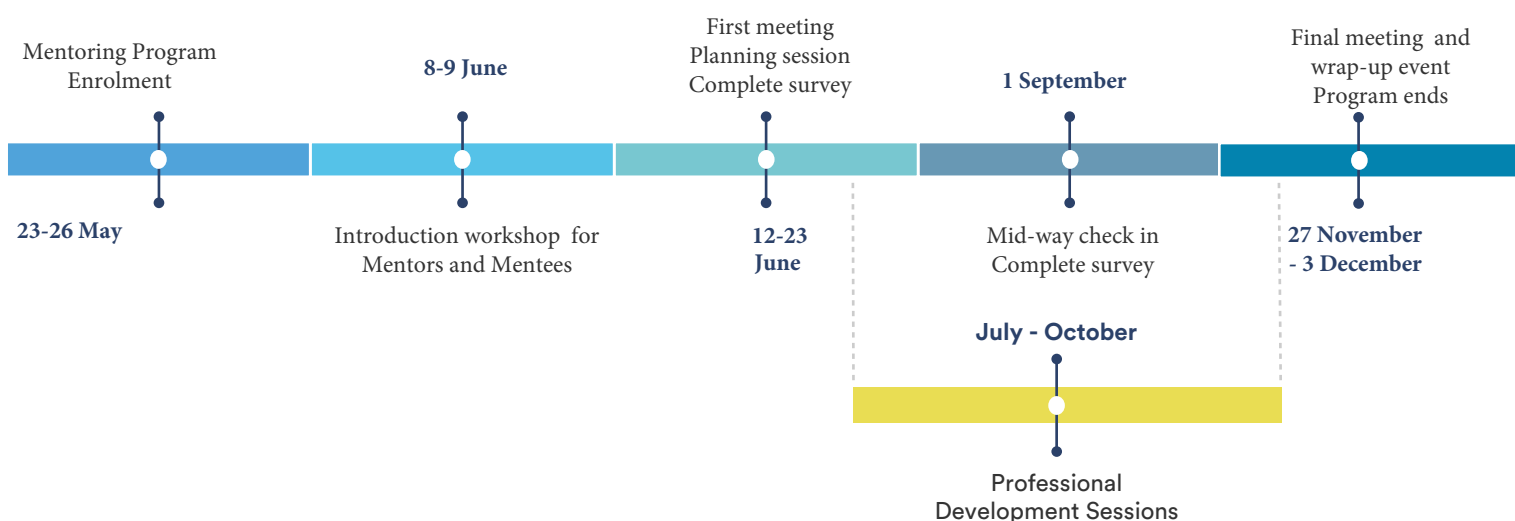 Mentoring Program
Enrolment
23-26 May
8-9 June
Introduction workshop for
Mentors and Mentees
First meeting
Planning session
Complete survey
12-23
June
1 September
Mid-way check in
Complete survey
Final meeting and
wrap-up event
Program ends
27 November
- 3 December
July - October
Professional
Development Sessions